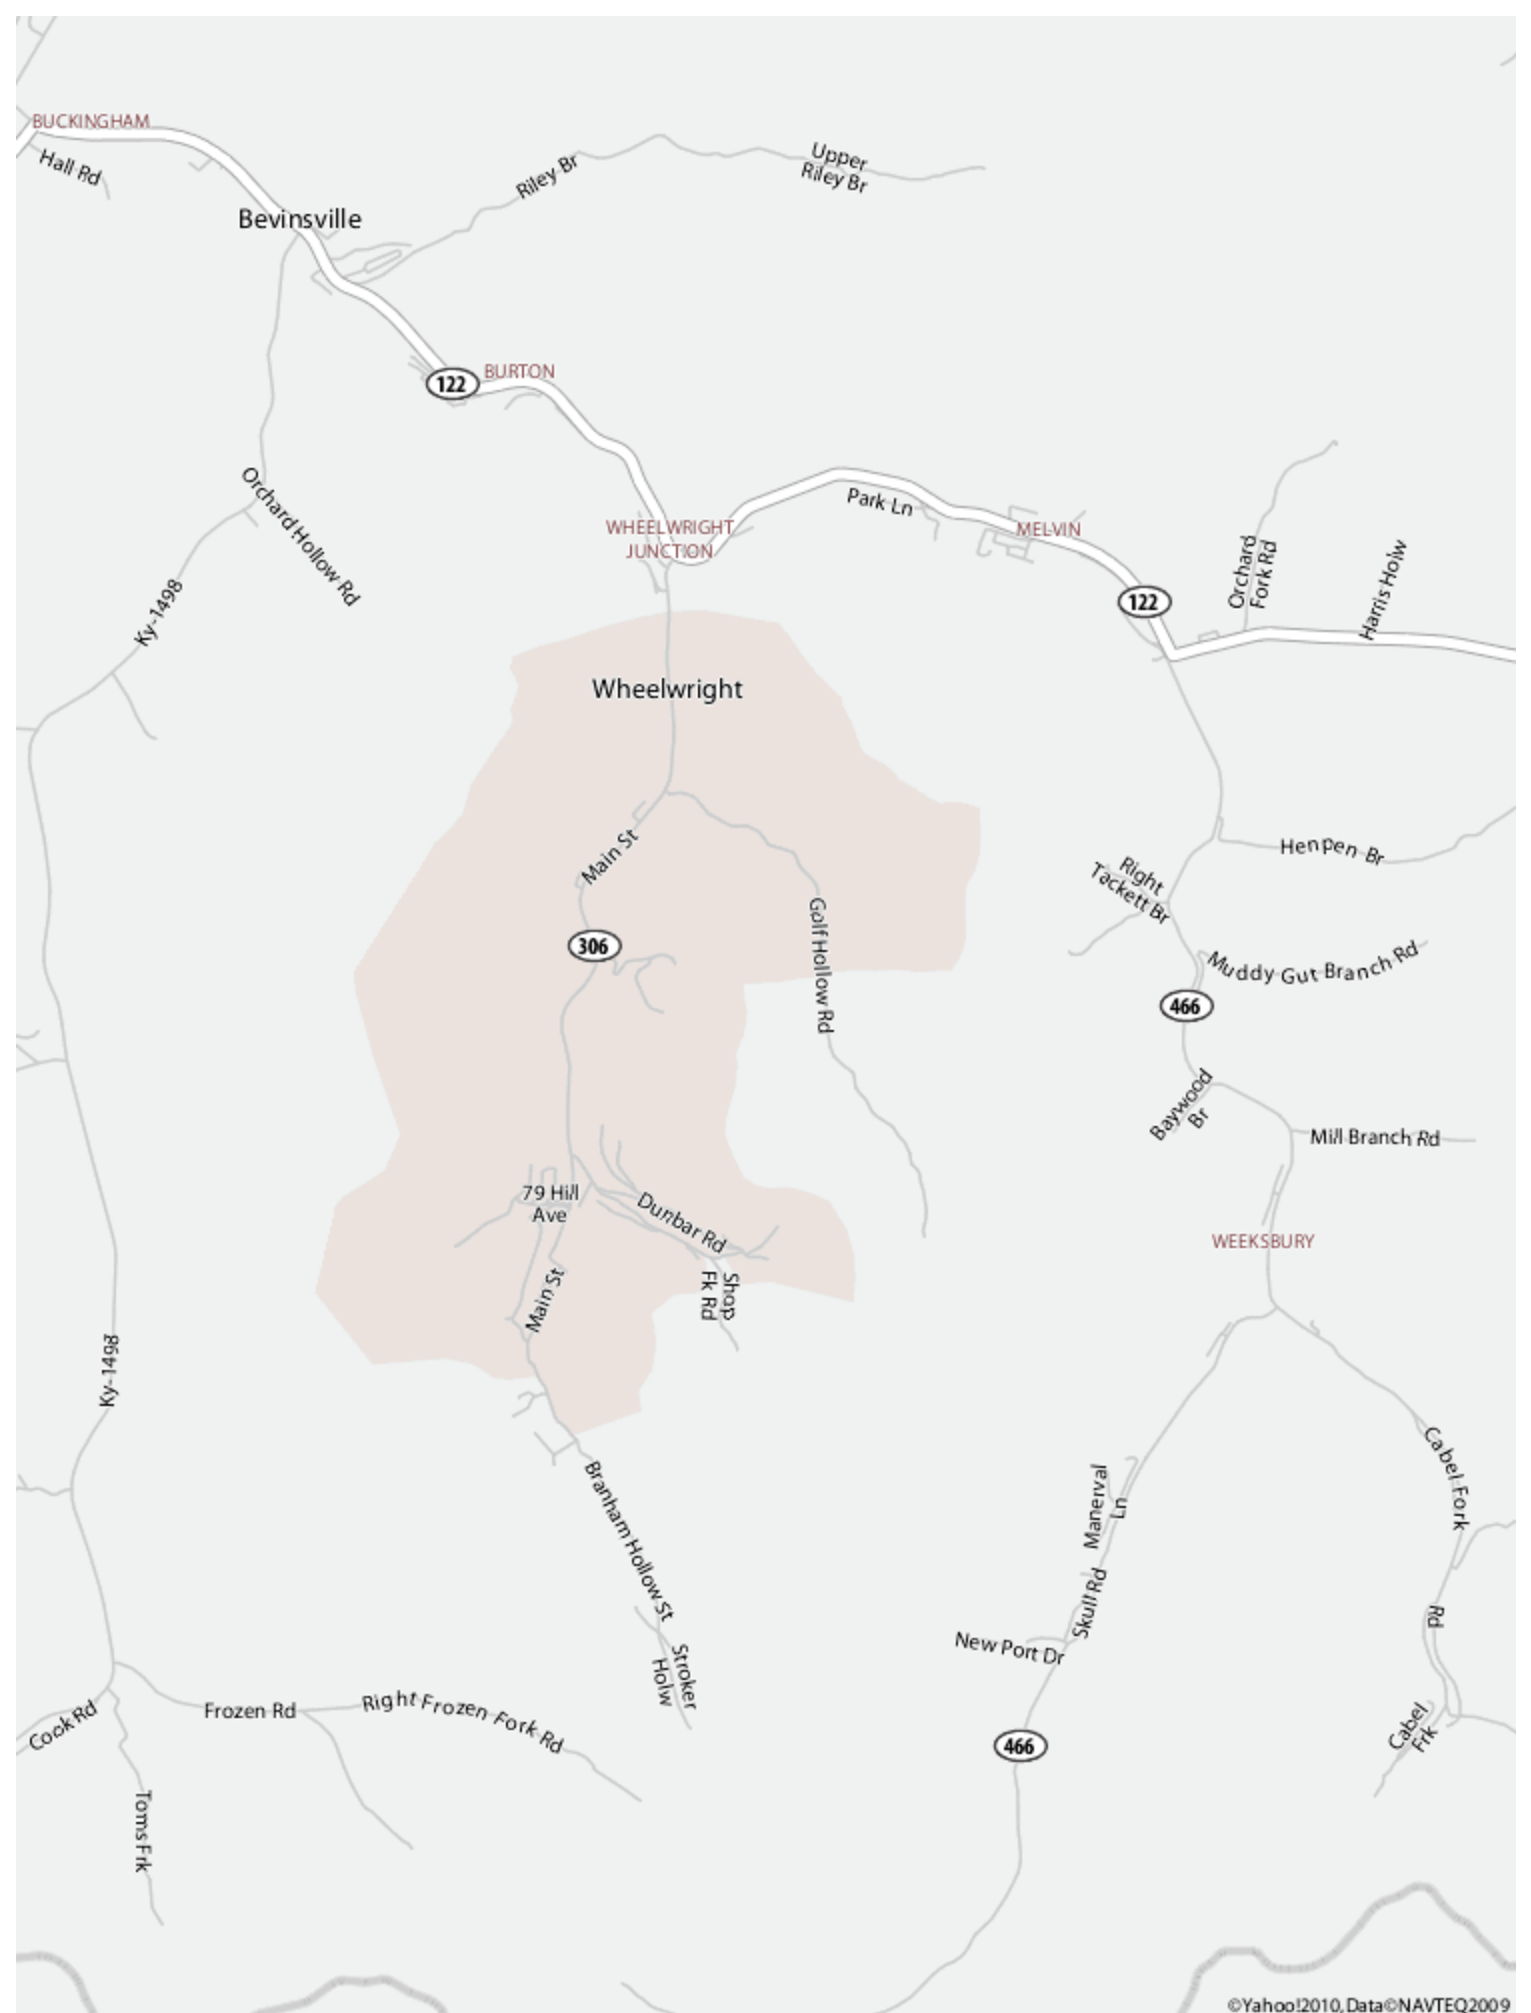 BUCKINGHAM
Hall Rd
Riley Br
Upper
Riley Br
Bevinsville
122
BURTON
Orchard Hollow Rd
Park Ln
WHEELWRIGHT
JUNCTION
MELVIN
Orchard
Fork Rd
Harris Holw
Ky-1498
122
Wheelwright
Main St
Henpen Br
Right
Tackett Br
Golf Hollow Rd
306
Muddy Gut Branch Rd
466
Baywood
Br
Mill Branch Rd
79 Hill
Ave
Dunbar Rd
WEEKSBURY
Main St
Shop
Fk Rd
Ky-1498
Cabel Fork
Rd
Branham Hollow St
Manerval
Ln
Skull Rd
New Port Dr
Stroker
Holw
Cook Rd
Frozen Rd
Right Frozen Fork Rd
466
Cabel
Frk
Toms Frk
©Yahoo!2010, Data©NAVTEQ2009